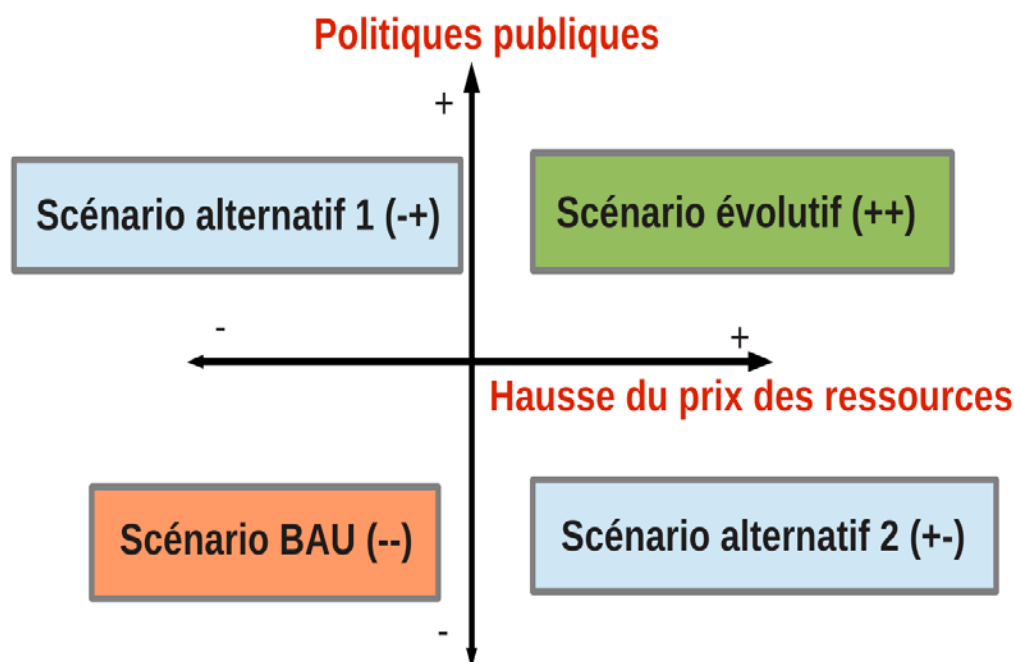 Politiques publiques
+
Scénario alternatif 1 (-+)
Scénario évolutif (++)
-
+
Hausse du prix des ressources
Scénario BAU (--)
Scénario alternatif 2 (+-)
-